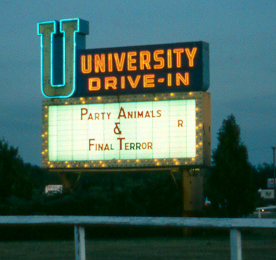 U
UNIVERSITY
DRIVE-IN
PARTY ANIMALS
& R
FINAL TERROR